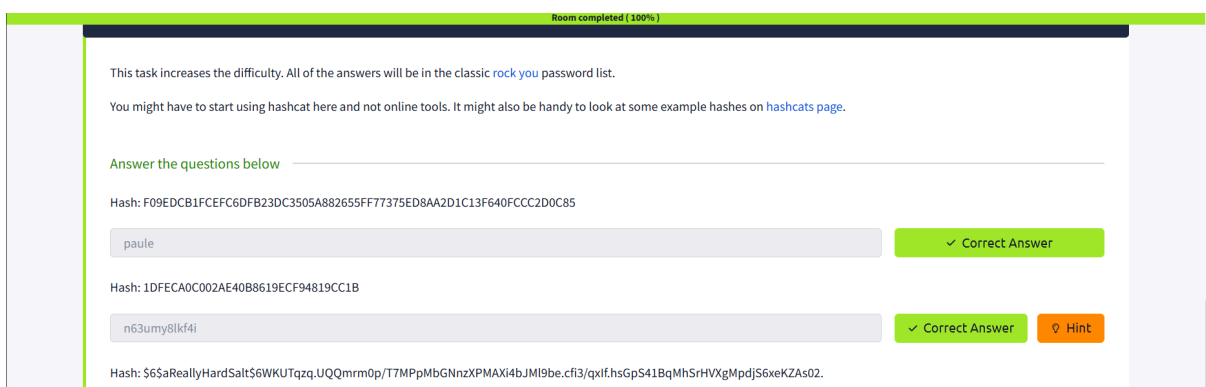 Room completed ( 100% )
This task increases the difficulty. All of the answers will be in the classic rock you password list.
You might have to start using hashcat here and not online tools. It might also be handy to look at some example hashes on hashcats page.
Answer the questions below
Hash: F09EDCB1FCEFC6DFB23DC3505A882655FF77375ED8AA2D1C13F640FCCC2D0C85
paule
✓ Correct Answer
Hash: 1DFECA0C002AE40B8619ECF94819CC1B
n63umy8lkf4i
✓ Correct Answer
Hint
Hash: $6$aReallyHardSalt$6WKUTqzq.UQQmrm0p/T7MPpMbGNnzXPMAXi4bJMl9be.cfi3/qxIf.hsGpS41BqMhSrHVXgMpdjS6xeKZAs02.